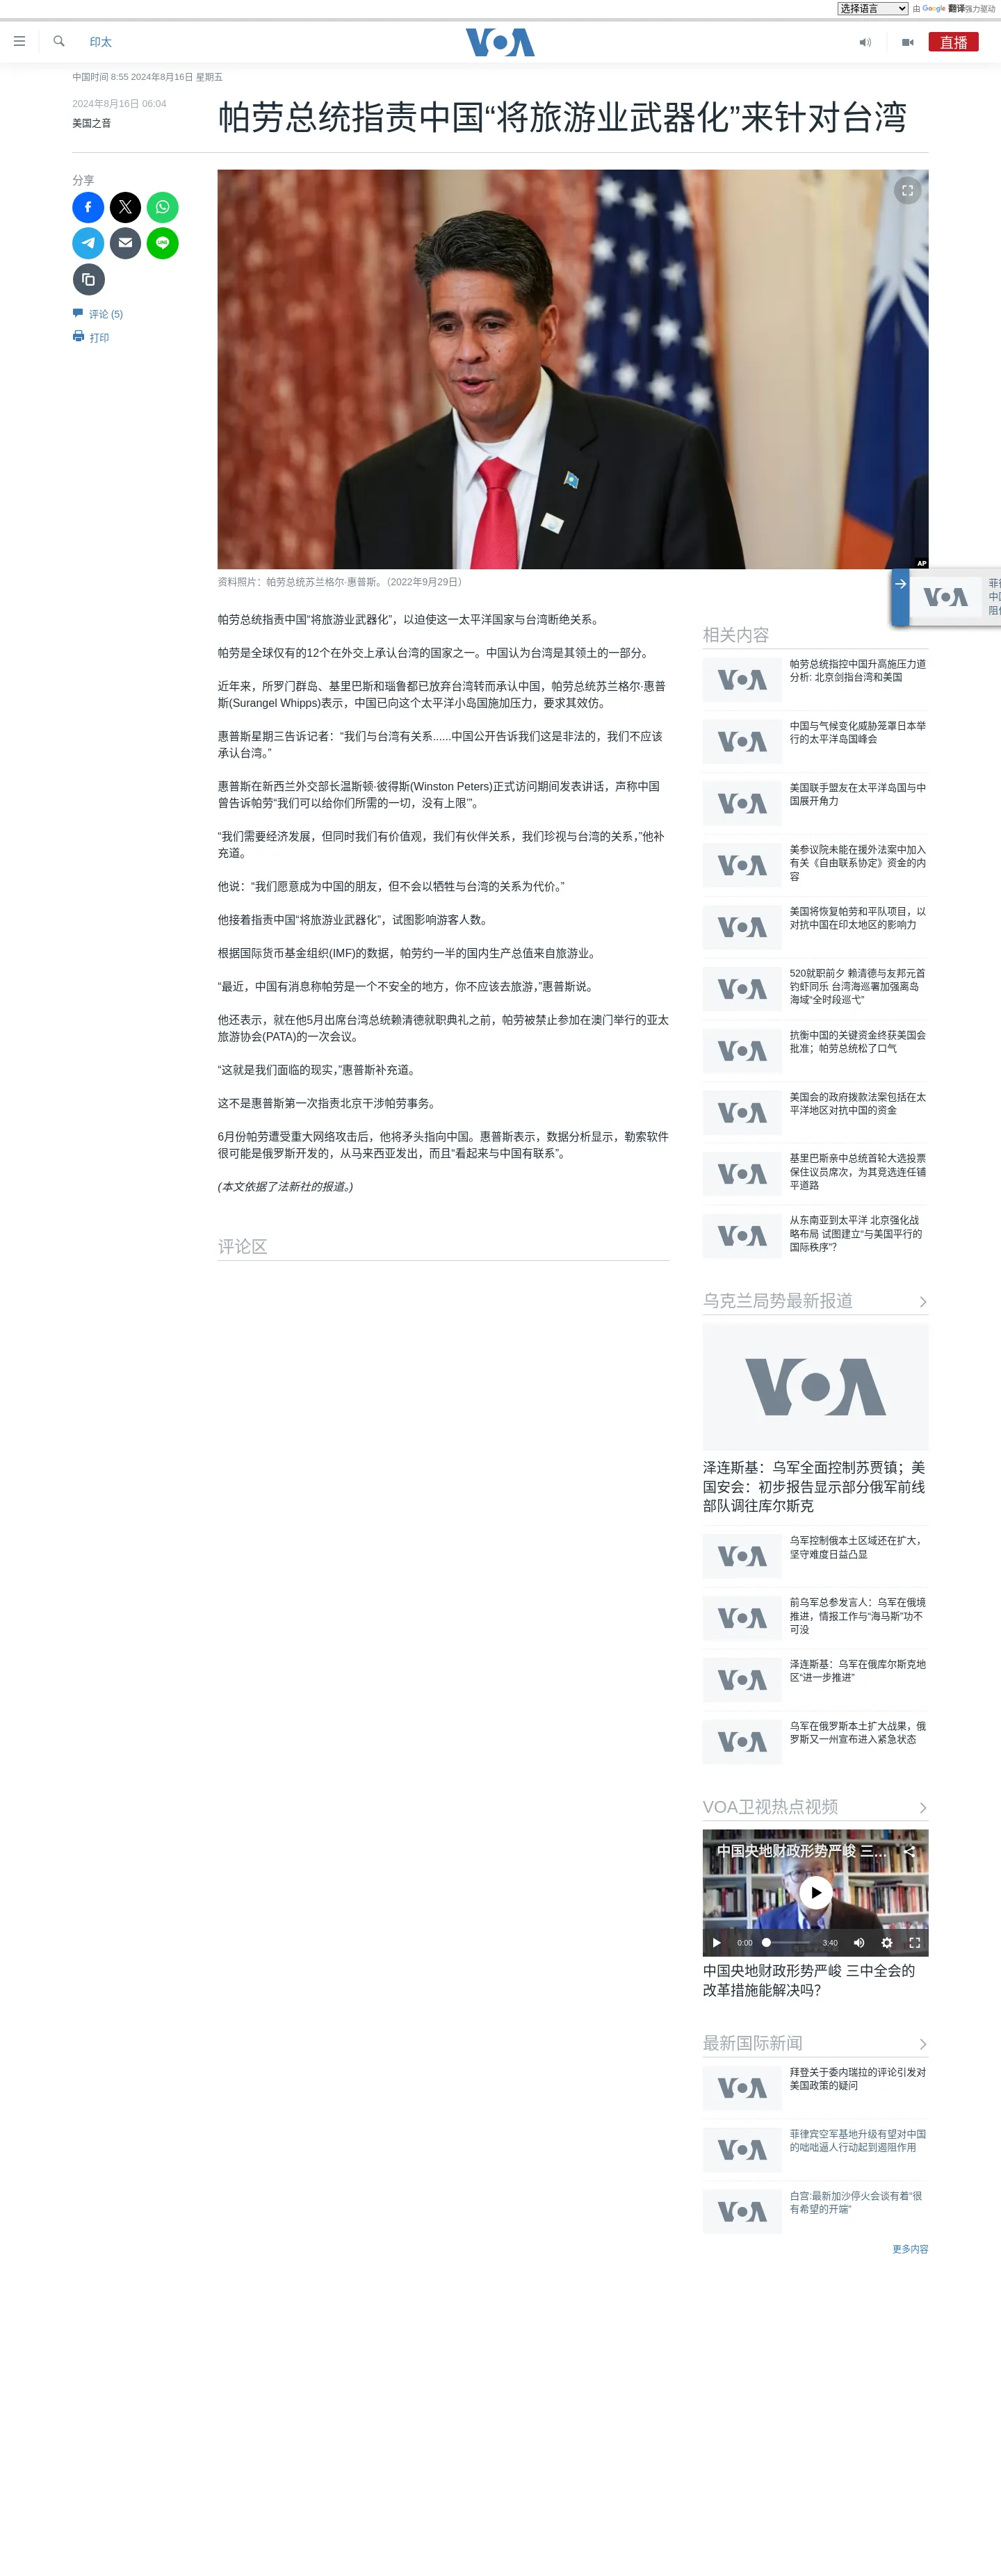 选择语言 由 Google 翻译强力驱动
印太
VOA
直播
中国时间 8:55 2024年8月16日 星期五
2024年8月16日 06:04
美国之音
帕劳总统指责中国“将旅游业武器化”来针对台湾
分享
评论 (5)
打印
AP
资料照片：帕劳总统苏兰格尔·惠普斯。（2022年9月29日）
帕劳总统指责中国“将旅游业武器化”，以迫使这一太平洋国家与台湾断绝关系。
帕劳是全球仅有的12个在外交上承认台湾的国家之一。中国认为台湾是其领土的一部分。
近年来，所罗门群岛、基里巴斯和瑙鲁都已放弃台湾转而承认中国，帕劳总统苏兰格尔·惠普
斯(Surangel Whipps)表示，中国已向这个太平洋小岛国施加压力，要求其效仿。
惠普斯星期三告诉记者：“我们与台湾有关系......中国公开告诉我们这是非法的，我们不应该
承认台湾。”
惠普斯在新西兰外交部长温斯顿·彼得斯(Winston Peters)正式访问期间发表讲话，声称中国
曾告诉帕劳“我们可以给你们所需的一切，没有上限’”。
“我们需要经济发展，但同时我们有价值观，我们有伙伴关系，我们珍视与台湾的关系，”他补
充道。
他说：“我们愿意成为中国的朋友，但不会以牺牲与台湾的关系为代价。”
他接着指责中国“将旅游业武器化”，试图影响游客人数。
根据国际货币基金组织(IMF)的数据，帕劳约一半的国内生产总值来自旅游业。
“最近，中国有消息称帕劳是一个不安全的地方，你不应该去旅游，”惠普斯说。
他还表示，就在他5月出席台湾总统赖清德就职典礼之前，帕劳被禁止参加在澳门举行的亚太
旅游协会(PATA)的一次会议。
“这就是我们面临的现实，”惠普斯补充道。
这不是惠普斯第一次指责北京干涉帕劳事务。
6月份帕劳遭受重大网络攻击后，他将矛头指向中国。惠普斯表示，数据分析显示，勒索软件
很可能是俄罗斯开发的，从马来西亚发出，而且“看起来与中国有联系”。
(本文依据了法新社的报道。)
评论区
VOA
菲律
中国
阻作
相关内容
VOA
帕劳总统指控中国升高施压力道
分析: 北京剑指台湾和美国
VOA
中国与气候变化威胁笼罩日本举
行的太平洋岛国峰会
VOA
美国联手盟友在太平洋岛国与中
国展开角力
VOA
美参议院未能在援外法案中加入
有关《自由联系协定》资金的内
容
VOA
美国将恢复帕劳和平队项目，以
对抗中国在印太地区的影响力
VOA
520就职前夕 赖清德与友邦元首
钓虾同乐 台湾海巡署加强离岛
海域“全时段巡弋”
VOA
抗衡中国的关键资金终获美国会
批准；帕劳总统松了口气
VOA
美国会的政府拨款法案包括在太
平洋地区对抗中国的资金
VOA
基里巴斯亲中总统首轮大选投票
保住议员席次，为其竞选连任铺
平道路
VOA
从东南亚到太平洋 北京强化战
略布局 试图建立“与美国平行的
国际秩序”？
乌克兰局势最新报道
VOA
泽连斯基：乌军全面控制苏贾镇；美
国安会：初步报告显示部分俄军前线
部队调往库尔斯克
VOA
乌军控制俄本土区域还在扩大，
坚守难度日益凸显
VOA
前乌军总参发言人：乌军在俄境
推进，情报工作与“海马斯”功不
可没
VOA
泽连斯基：乌军在俄库尔斯克地
区“进一步推进”
VOA
乌军在俄罗斯本土扩大战果，俄
罗斯又一州宣布进入紧急状态
VOA卫视热点视频
中国央地财政形势严峻 三...
0:00 3:40
中国央地财政形势严峻 三中全会的
改革措施能解决吗？
最新国际新闻
VOA
拜登关于委内瑞拉的评论引发对
美国政策的疑问
VOA
菲律宾空军基地升级有望对中国
的咄咄逼人行动起到遏阻作用
VOA
白宫:最新加沙停火会谈有着“很
有希望的开端”
更多内容